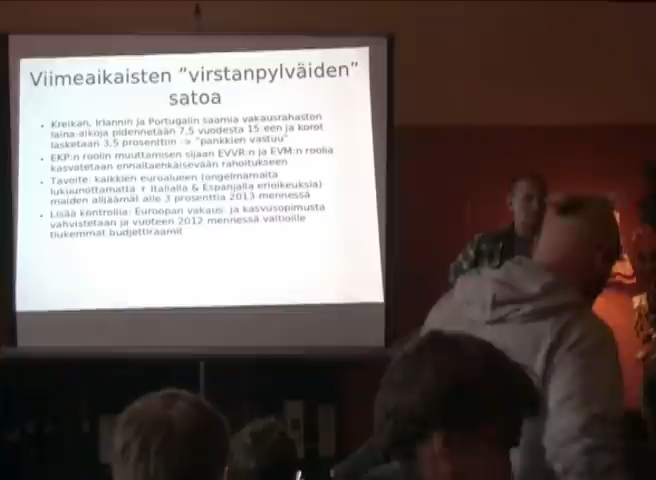 Viimeaikaisten ”virstanpylväiden”
satoa
• Kreikan, Irlannin ja Portugalin saamia vakausrahaston
laina-aikoja pidennetään 7,5 vuodesta 15 een ja korot
lasketaan 3,5 prosenttiin -> ”pankkien vastuu”
• EKP:n roolin muuttamisen sijaan EVVR:n ja EVM:n roolia
kasvatetaan ennaltaehkäisevään rahoitukseen
• Tavoite: kaikkien euroalueen (ongelmamaita
lukuunottamatta + Italialla & Espanjalla erioikeuksia)
maiden alijäämät alle 3 prosenttia 2013 mennessä
• Lisää kontrollia: Euroopan vakaus- ja kasvusopimusta
vahvistetaan ja vuoteen 2012 mennessä valtioille
tiukemmat budjettiraamit